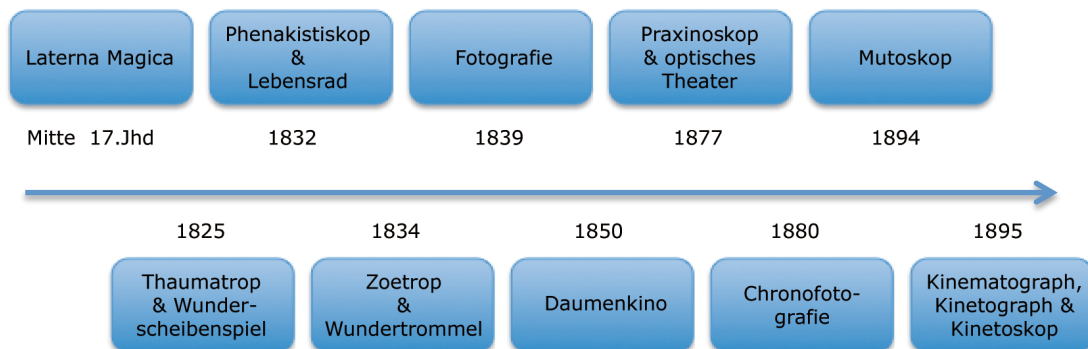 Laterna Magica
Phenakistiskop
&
Lebensrad
Fotografie
Praxinoskop
& optisches
Theater
Mutoskop
Mitte 17.Jhd
1832
1839
1877
1894
1825
1834
1850
1880
1895
Thaumatrop
& Wunder-
scheibenspiel
Zoetrop
&
Wundertrommel
Daumenkino
Chronofoto-
grafie
Kinematograph,
Kinetograph &
Kinetoskop